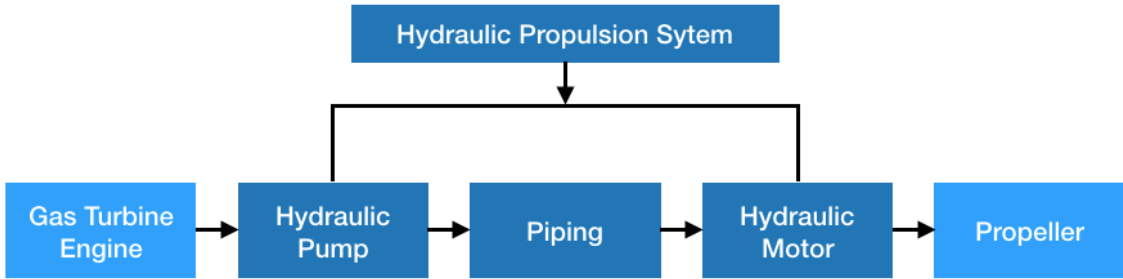 Hydraulic Propulsion Sytem
Gas Turbine
Engine
Hydraulic
Pump
Piping
Hydraulic
Motor
Propeller